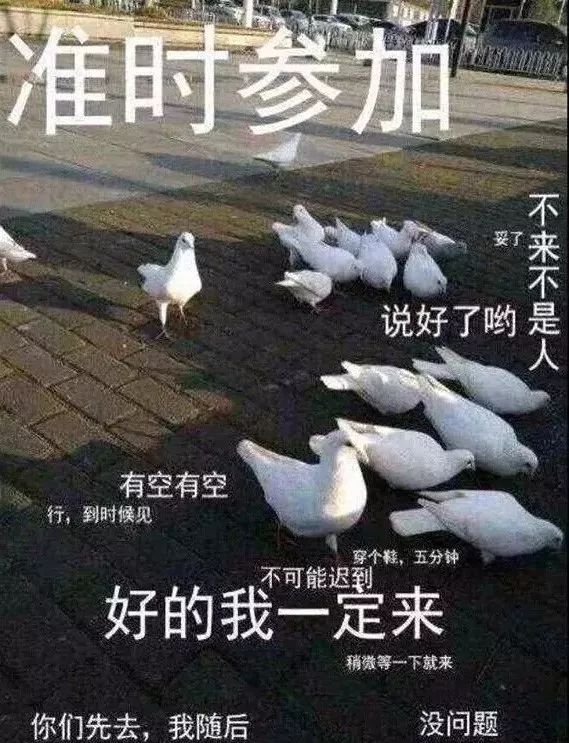 准时参加
不来不是人
妥了
说好了哟
有空有空
行，到时候见
穿个鞋，五分钟
不可能迟到
好的我一定来
稍微等一下就来
你们先去，我随后
没问题